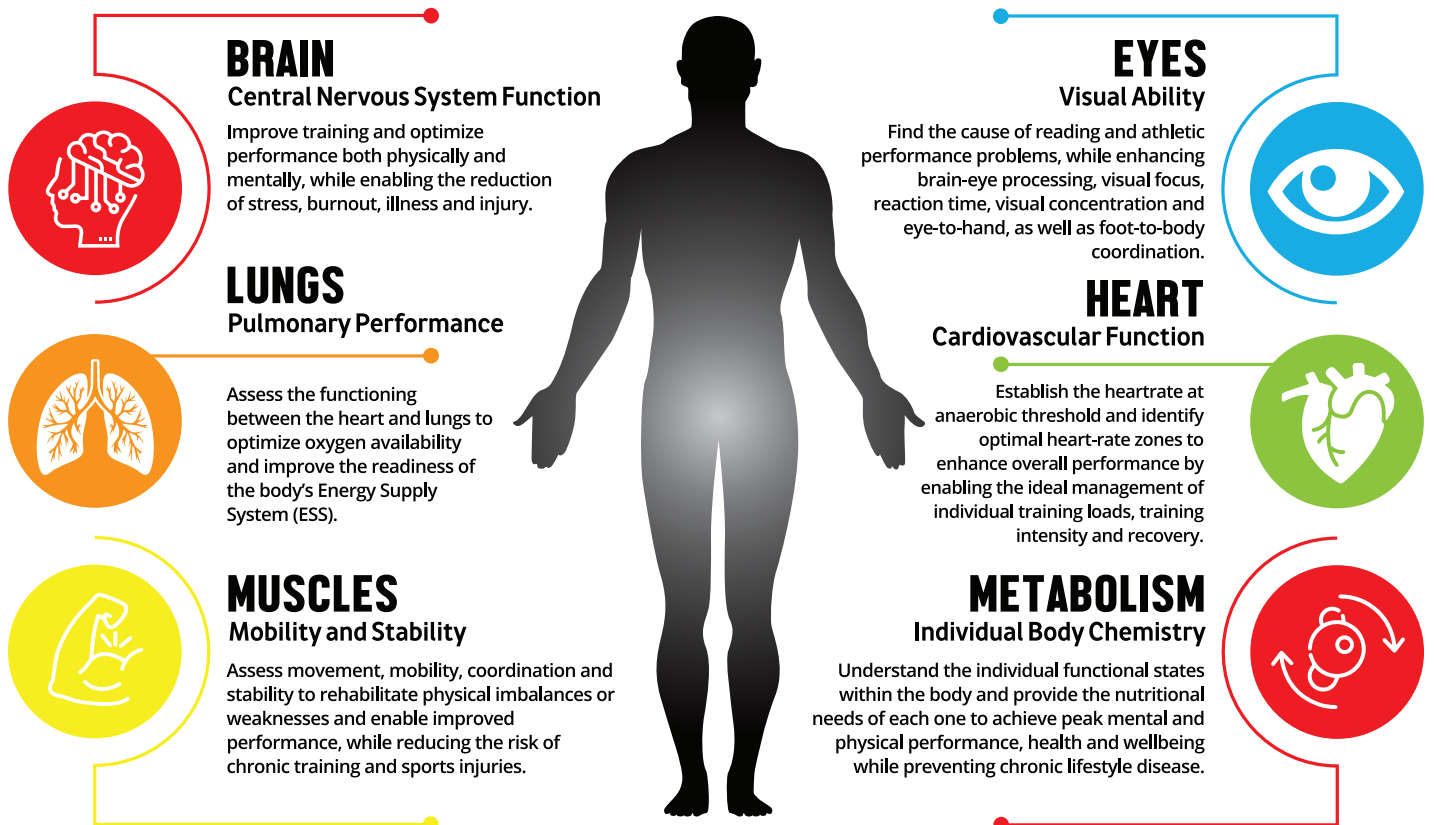 BRAIN
Central Nervous System Function
Improve training and optimize
performance both physically and
mentally, while enabling the reduction
of stress, burnout, illness and injury.
LUNGS
Pulmonary Performance
Assess the functioning
between the heart and lungs to
optimize oxygen availability
and improve the readiness of
the body's Energy Supply
System (ESS).
MUSCLES
Mobility and Stability
Assess movement, mobility, coordination and
stability to rehabilitate physical imbalances or
weaknesses and enable improved
performance, while reducing the risk of
chronic training and sports injuries.
EYES
Visual Ability
Find the cause of reading and athletic
performance problems, while enhancing
brain-eye processing, visual focus,
reaction time, visual concentration and
eye-to-hand, as well as foot-to-body
coordination.
HEART
Cardiovascular Function
Establish the heartrate at
anaerobic threshold and identify
optimal heart-rate zones to
enhance overall performance by
enabling the ideal management of
individual training loads, training
intensity and recovery.
METABOLISM
Individual Body Chemistry
Understand the individual functional states
within the body and provide the nutritional
needs of each one to achieve peak mental and
physical performance, health and wellbeing
while preventing chronic lifestyle disease.